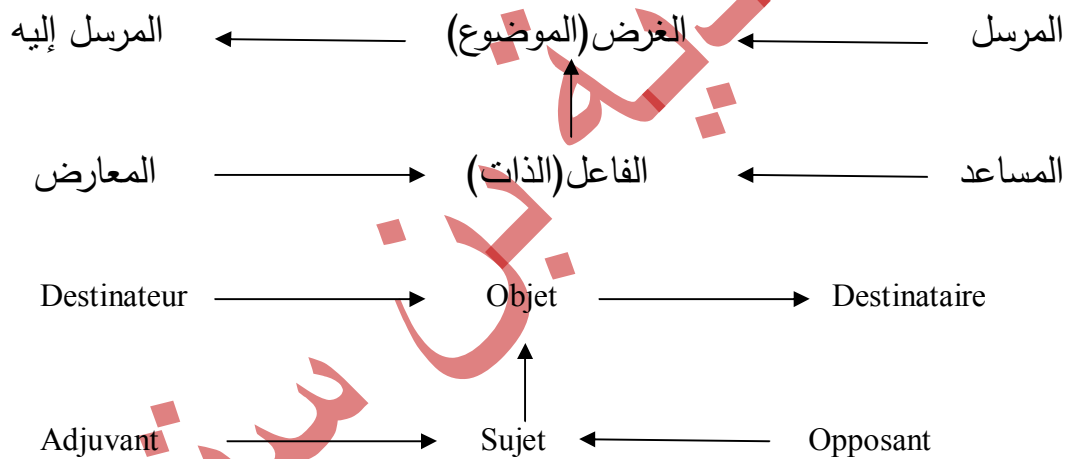 المرسل الغرض(الموضوع) المرسل إليه
المساعد الفاعل(الذات) المعارض
Destinateur Objet Destinataire
Adjuvant Sujet Opposant